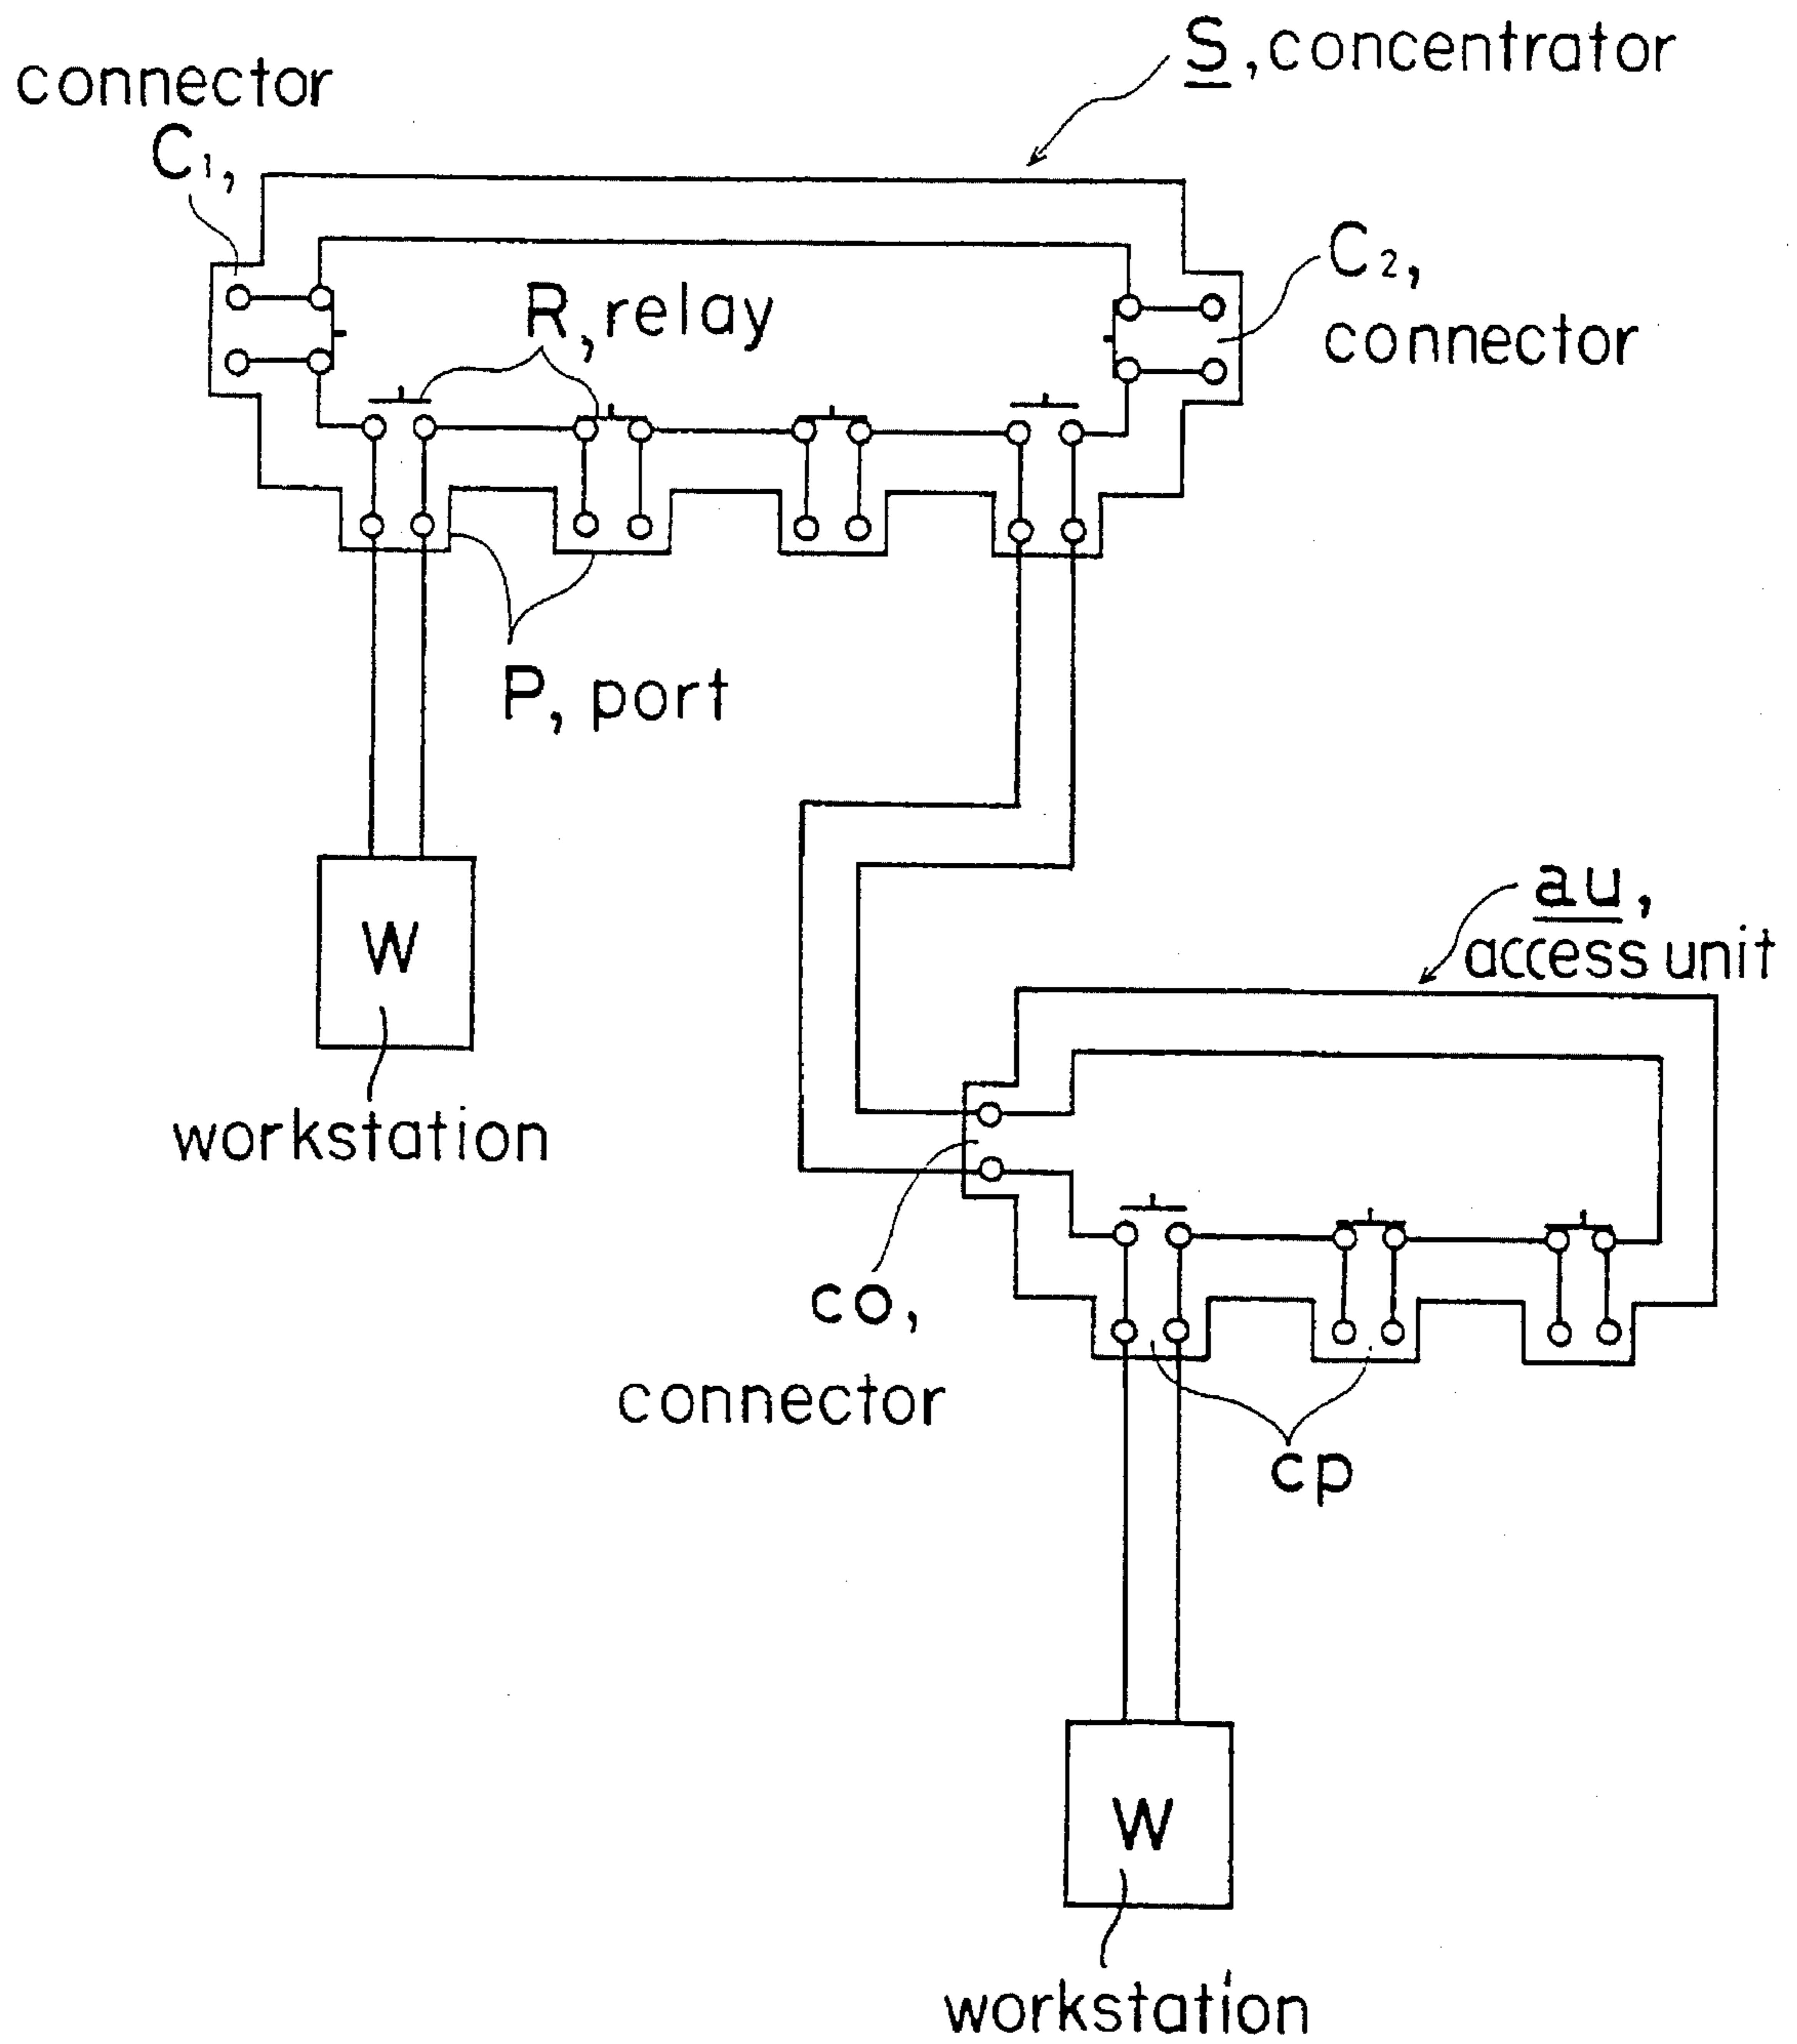 S, concentrator
connector
C1,
C2,
connector
R, relay
P, port
W
workstation
au,
access unit
co,
connector
cp
W
workstation